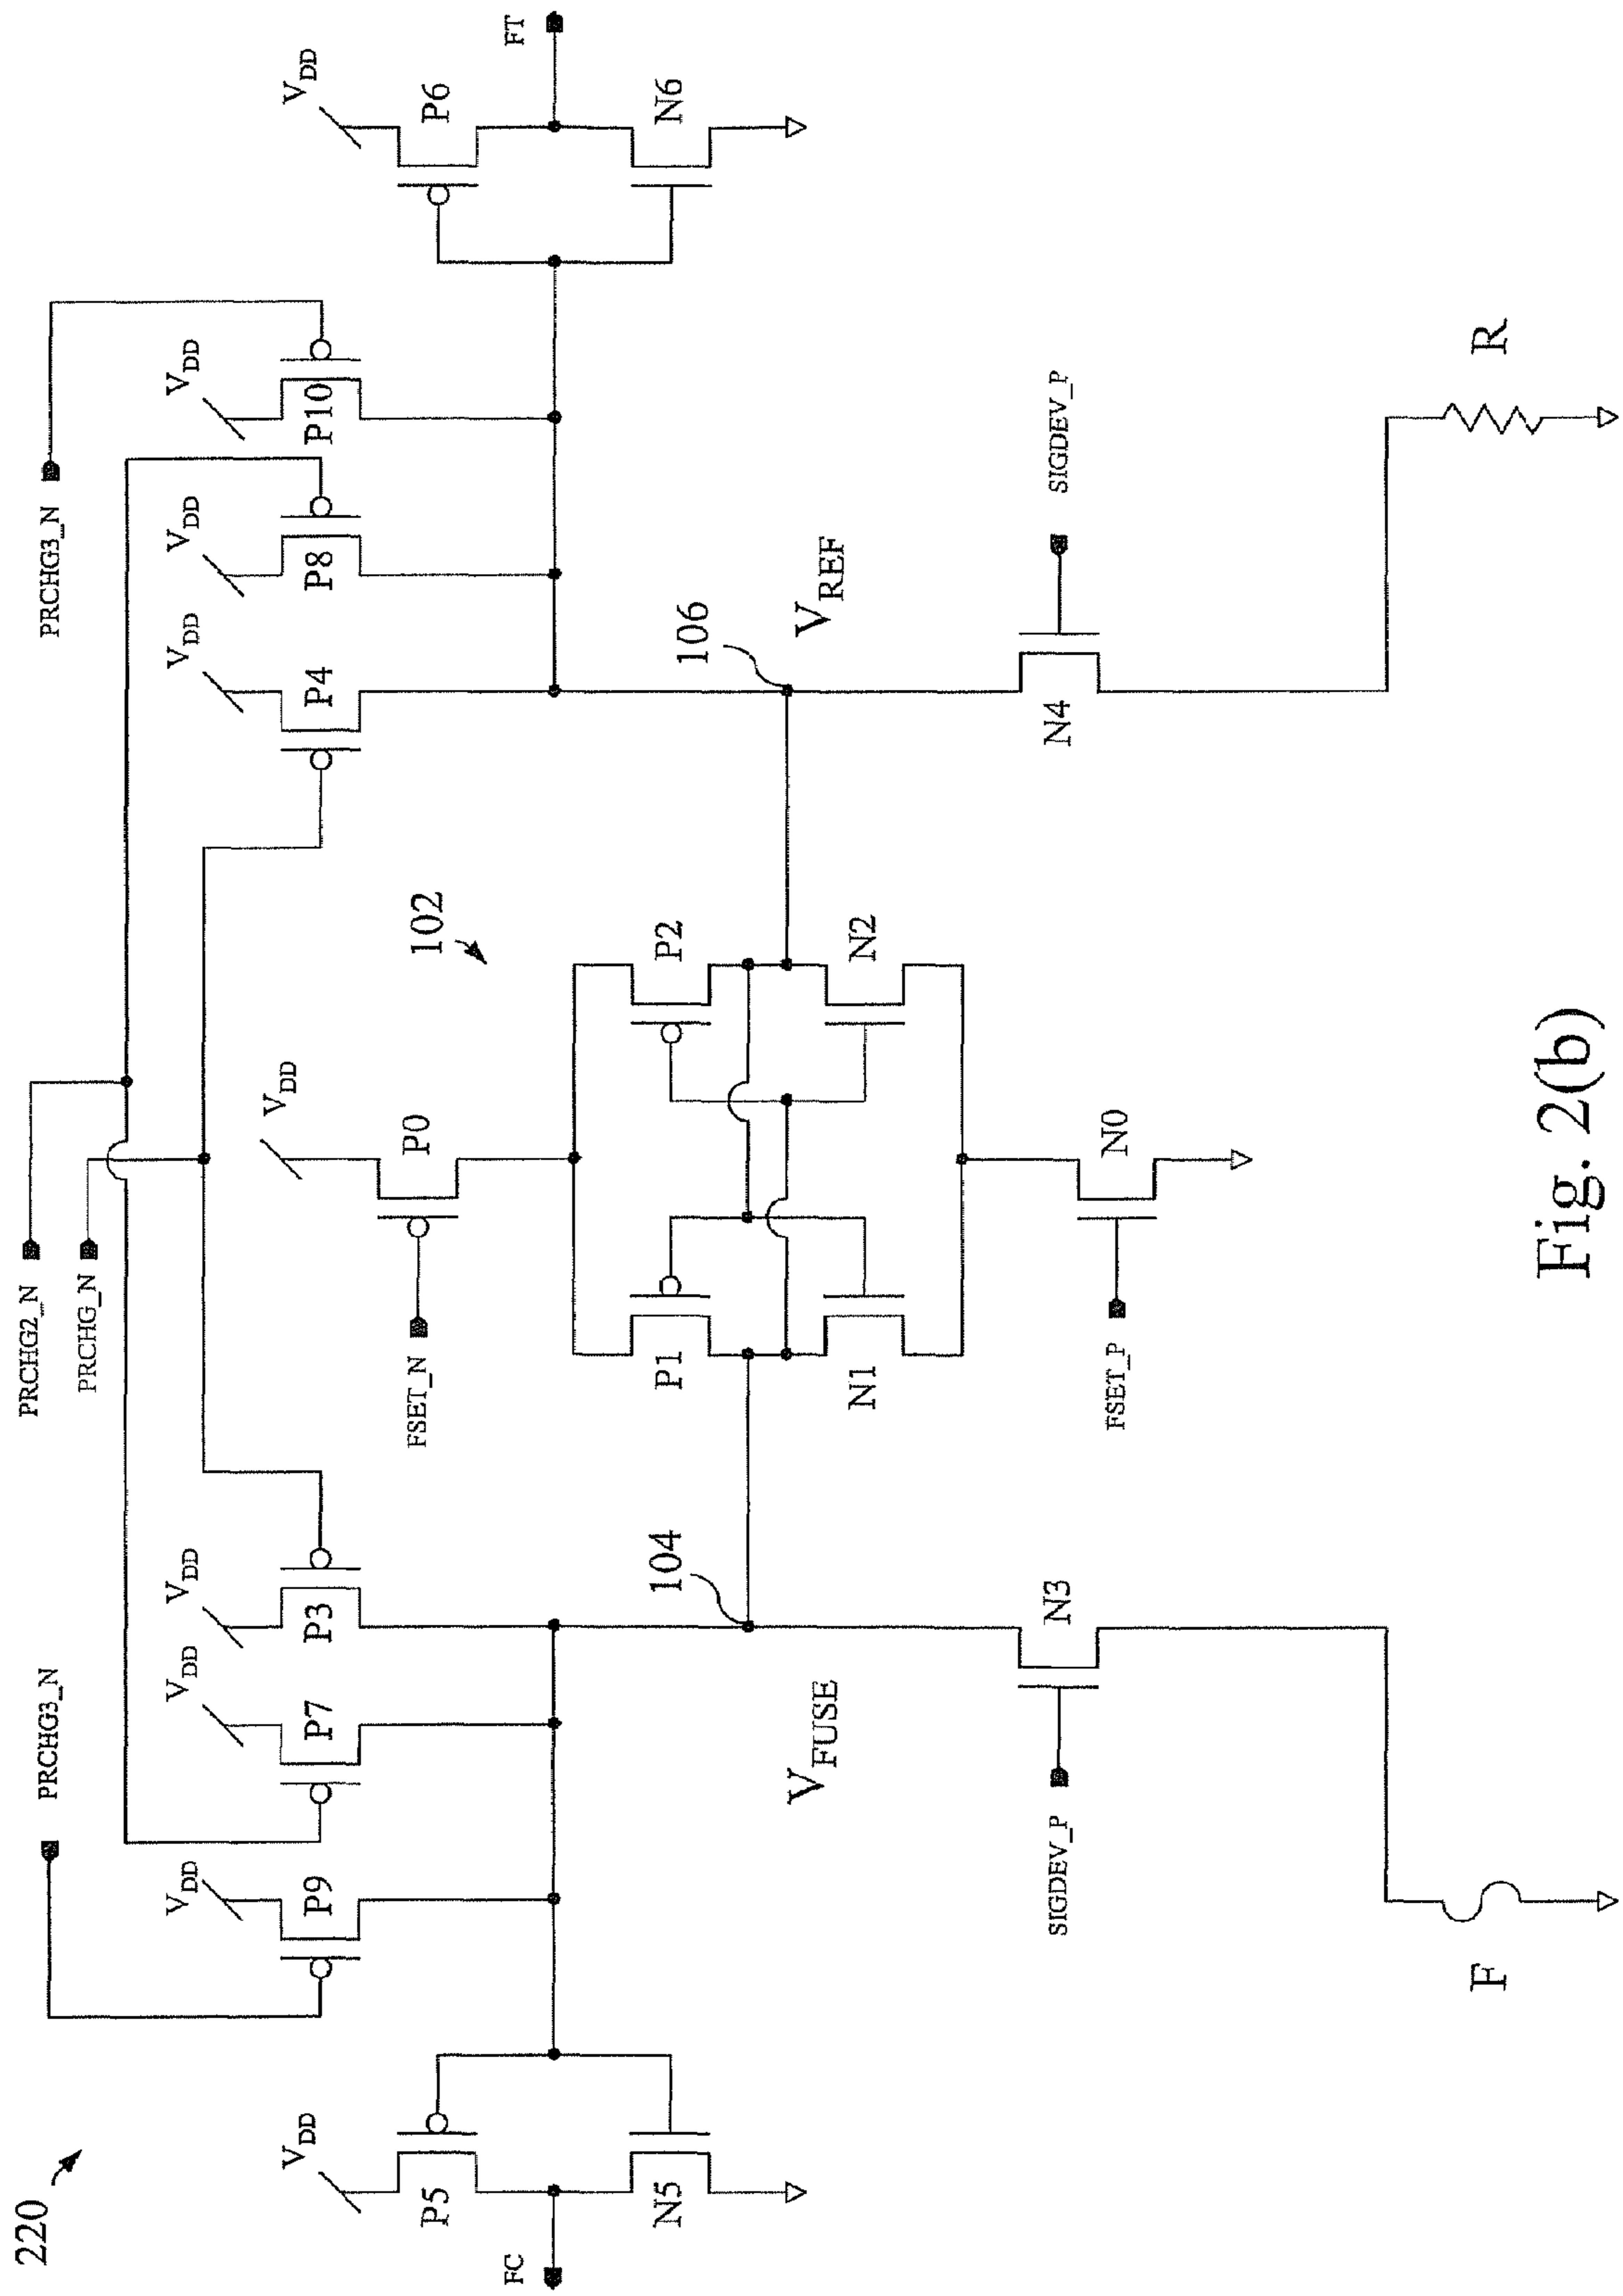 220
PRCHG3_N
PRCHG2_N
PRCHG_N
PRCHG3_N
VDD
P5
N5
FC
VDD
P9
VDD
P7
VDD
P3
FSET_N
VDD
P0
102
VDD
P4
VDD
P8
VDD
P10
VDD
P6
N6
FT
104
VFUSE
P1
N1
P2
N2
106
VREF
SIGDEV_P
N3
FSET_P
N0
N4
SIGDEV_P
F
R
Fig. 2(b)